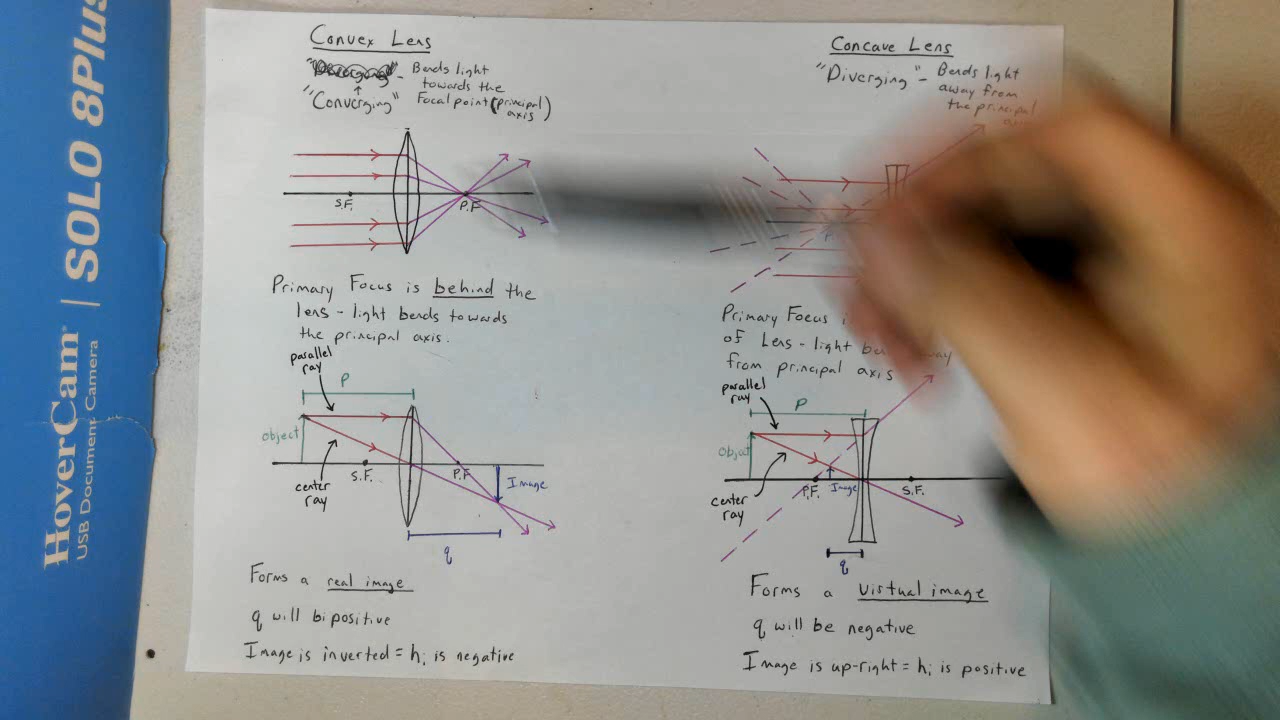 HoverCam® | SOLO 8Plus
USB Document Camera
Convex Lens
"Converging" - Bends light
towards the
Focal point (principal
axis)
S.F.
P.F
Primary Focus is behind the
lens - light bends towards
the principal axis.
parallel
ray
P
object
center
ray
S.F.
P.F
Image
q
Forms a real image
q will bi positive
Image is inverted = hi is negative
Concave Lens
"Diverging" - Bends light
away from
the principal
Primary Focus
of Lens - light
from principal axis
parallel
ray
P
Object
center
ray
P.F.
Image
S.F.
q
Forms a virtual image
q will be negative
Image is up-right = hi is positive